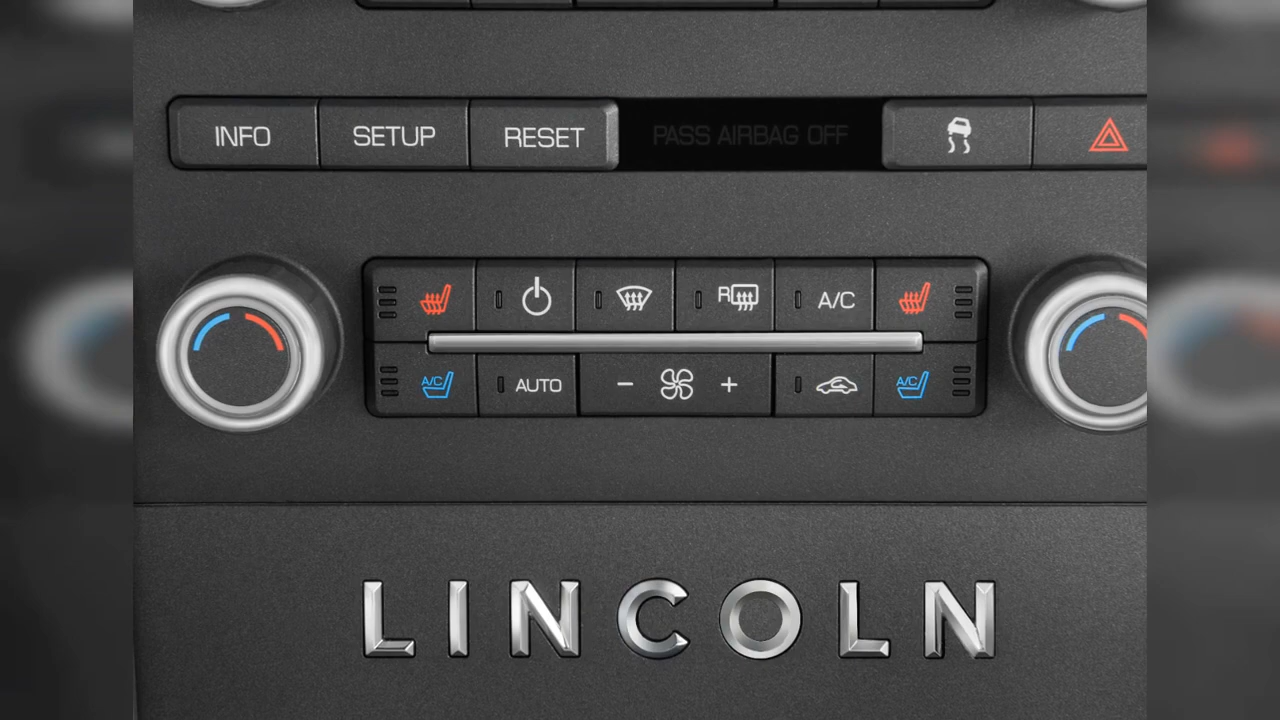 INFO SETUP RESET PASS AIRBAG OFF
R A/C
A/C AUTO − + A/C
LINCOLN